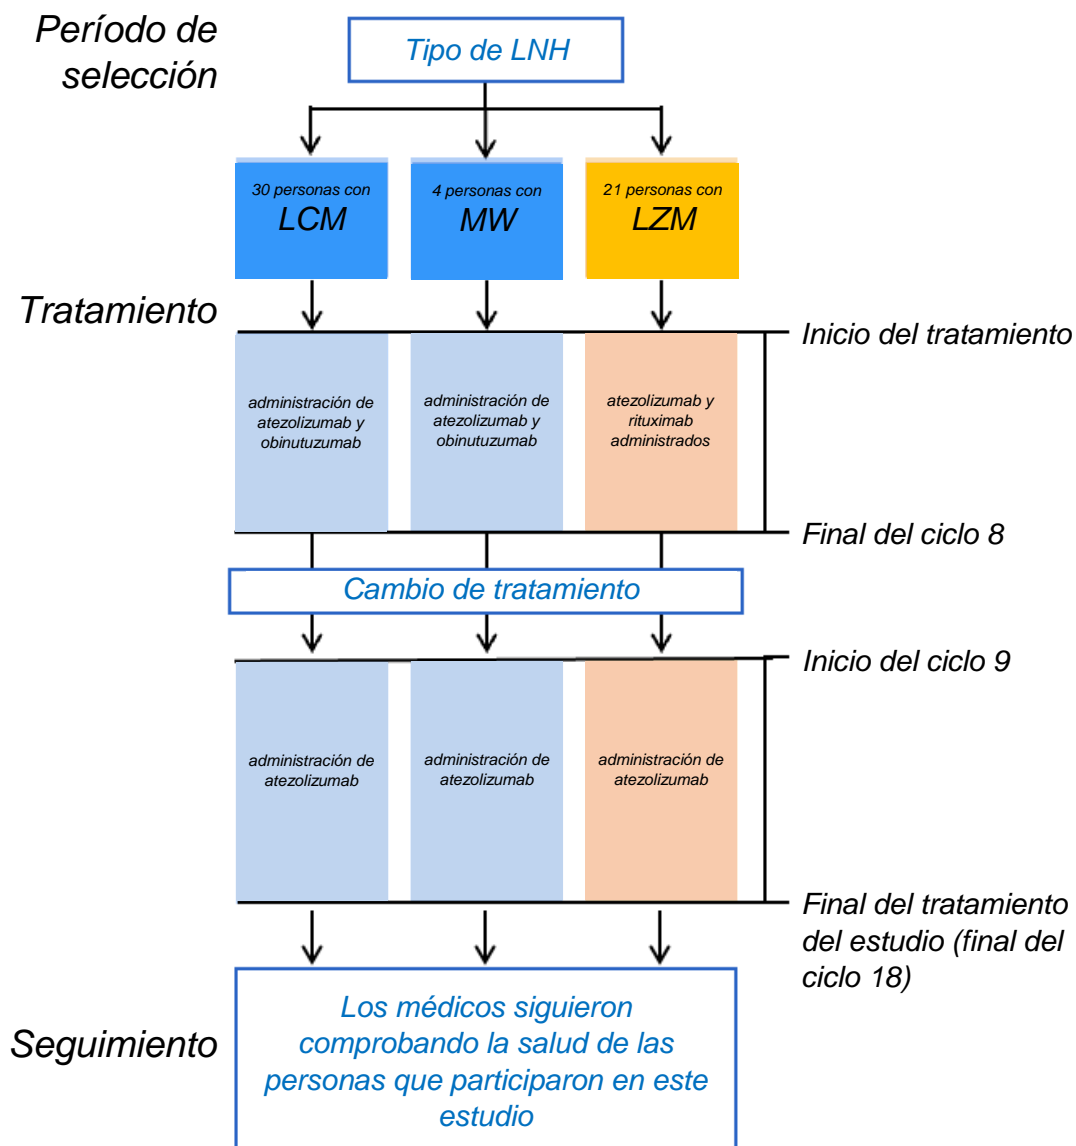 Período de
selección
Tipo de LNH
30 personas con
LCM
4 personas con
MW
21 personas con
LZM
Tratamiento
Inicio del tratamiento
administración de
atezolizumab y
obinutuzumab
administración de
atezolizumab y
obinutuzumab
atezolizumab y
rituximab
administrados
Final del ciclo 8
Cambio de tratamiento
Inicio del ciclo 9
administración de
atezolizumab
administración de
atezolizumab
administración de
atezolizumab
Final del tratamiento
del estudio (final del
ciclo 18)
Seguimiento
Los médicos siguieron
comprobando la salud de las
personas que participaron en este
estudio